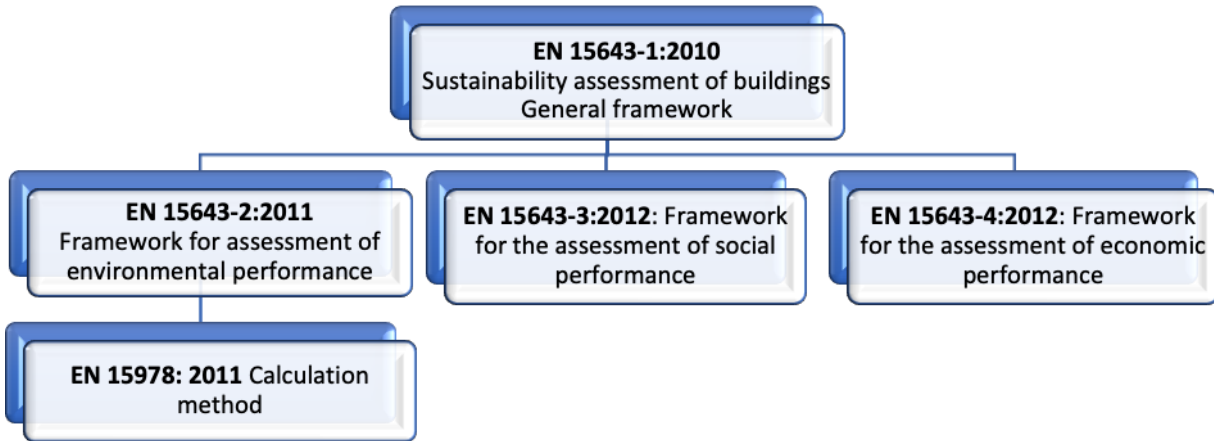 EN 15643-1:2010
Sustainability assessment of buildings
General framework
EN 15643-2:2011
Framework for assessment of
environmental performance
EN 15643-3:2012: Framework
for the assessment of social
performance
EN 15643-4:2012: Framework
for the assessment of economic
performance
EN 15978: 2011 Calculation
method